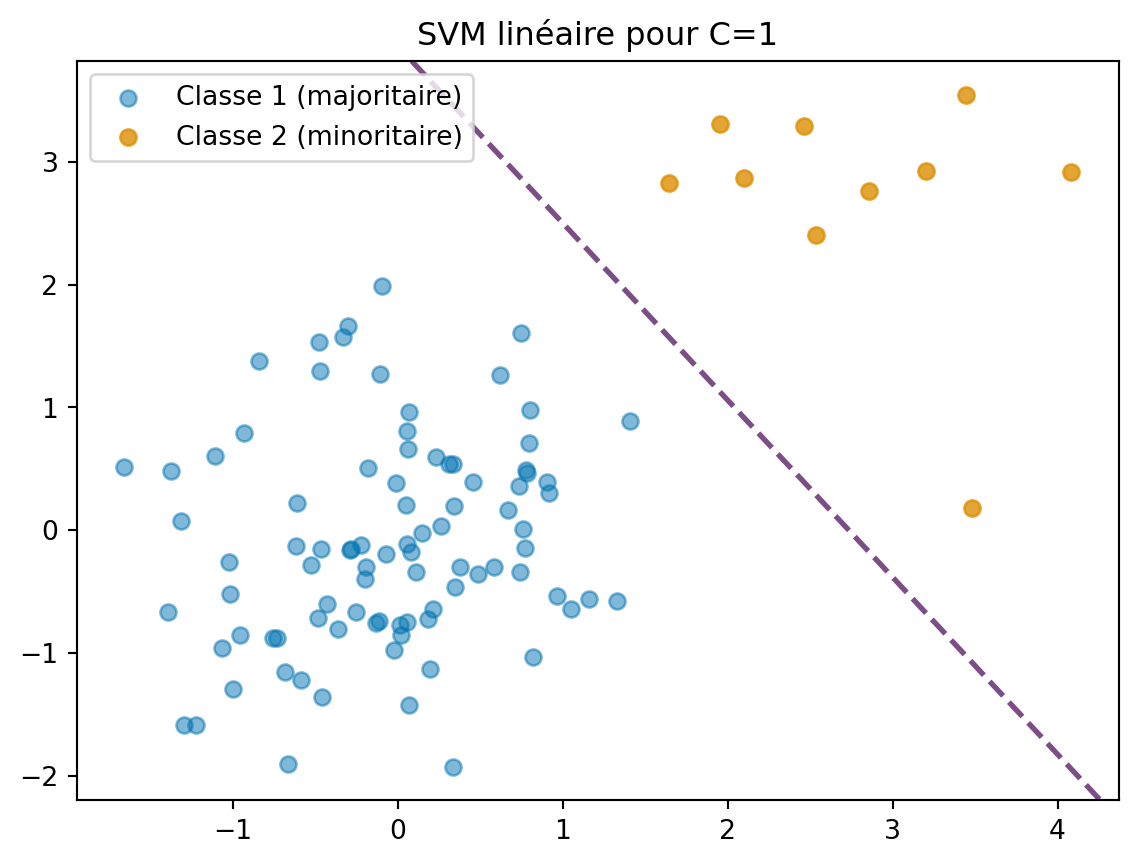 SVM linéaire pour C=1
Classe 1 (majoritaire)
Classe 2 (minoritaire)
3
2
1
0
−1
−2
−1 0 1 2 3 4